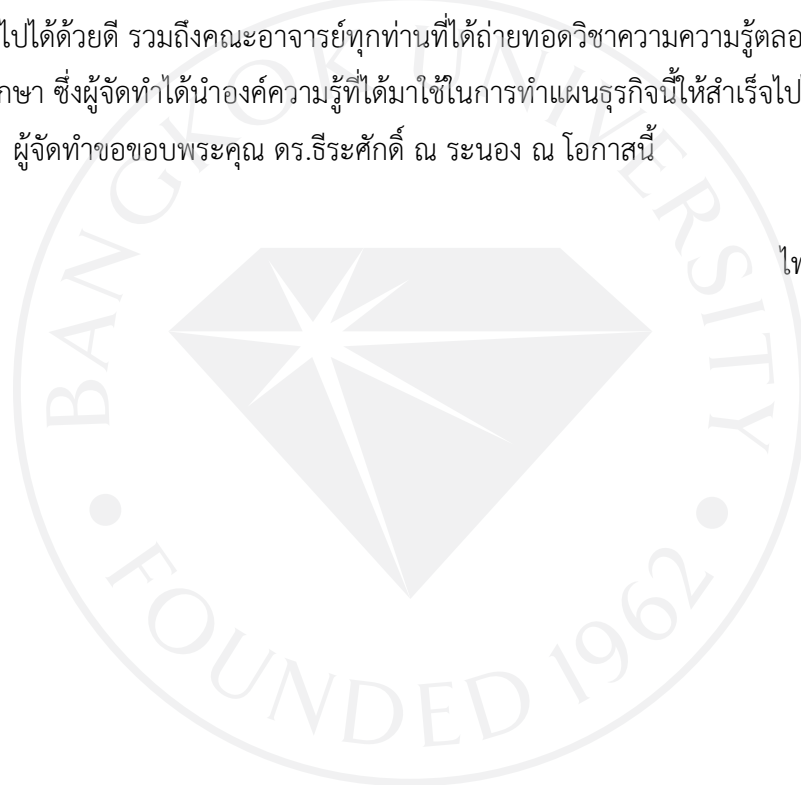 ไปได้ด้วยดี รวมถึงคณะอาจารย์ทุกท่านที่ได้ถ่ายทอดวิชาความความรู้ตลอ
กษา ซึ่งผู้จัดทำได้นำองค์ความรู้ที่ได้มาใช้ในการทำแผนธุรกิจนี้ให้สำเร็จไป
ผู้จัดทำขอขอบพระคุณ ดร.ธีระศักดิ์ ณ ระนอง ณ โอกาสนี้
BANGKOK UNIVERSITY
FOUNDED 1962